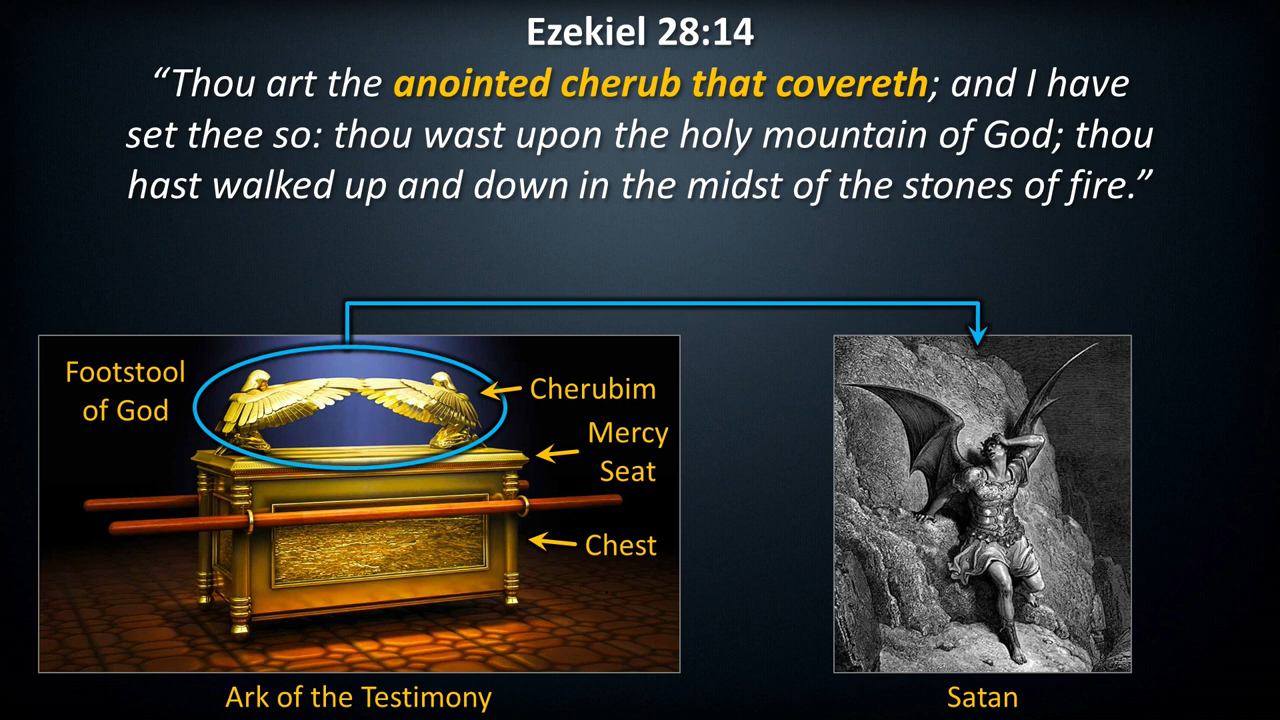 Ezekiel 28:14
“Thou art the anointed cherub that covereth; and I have
set thee so: thou wast upon the holy mountain of God; thou
hast walked up and down in the midst of the stones of fire.”
Footstool
of God
Cherubim
Mercy
Seat
Chest
Ark of the Testimony
Satan